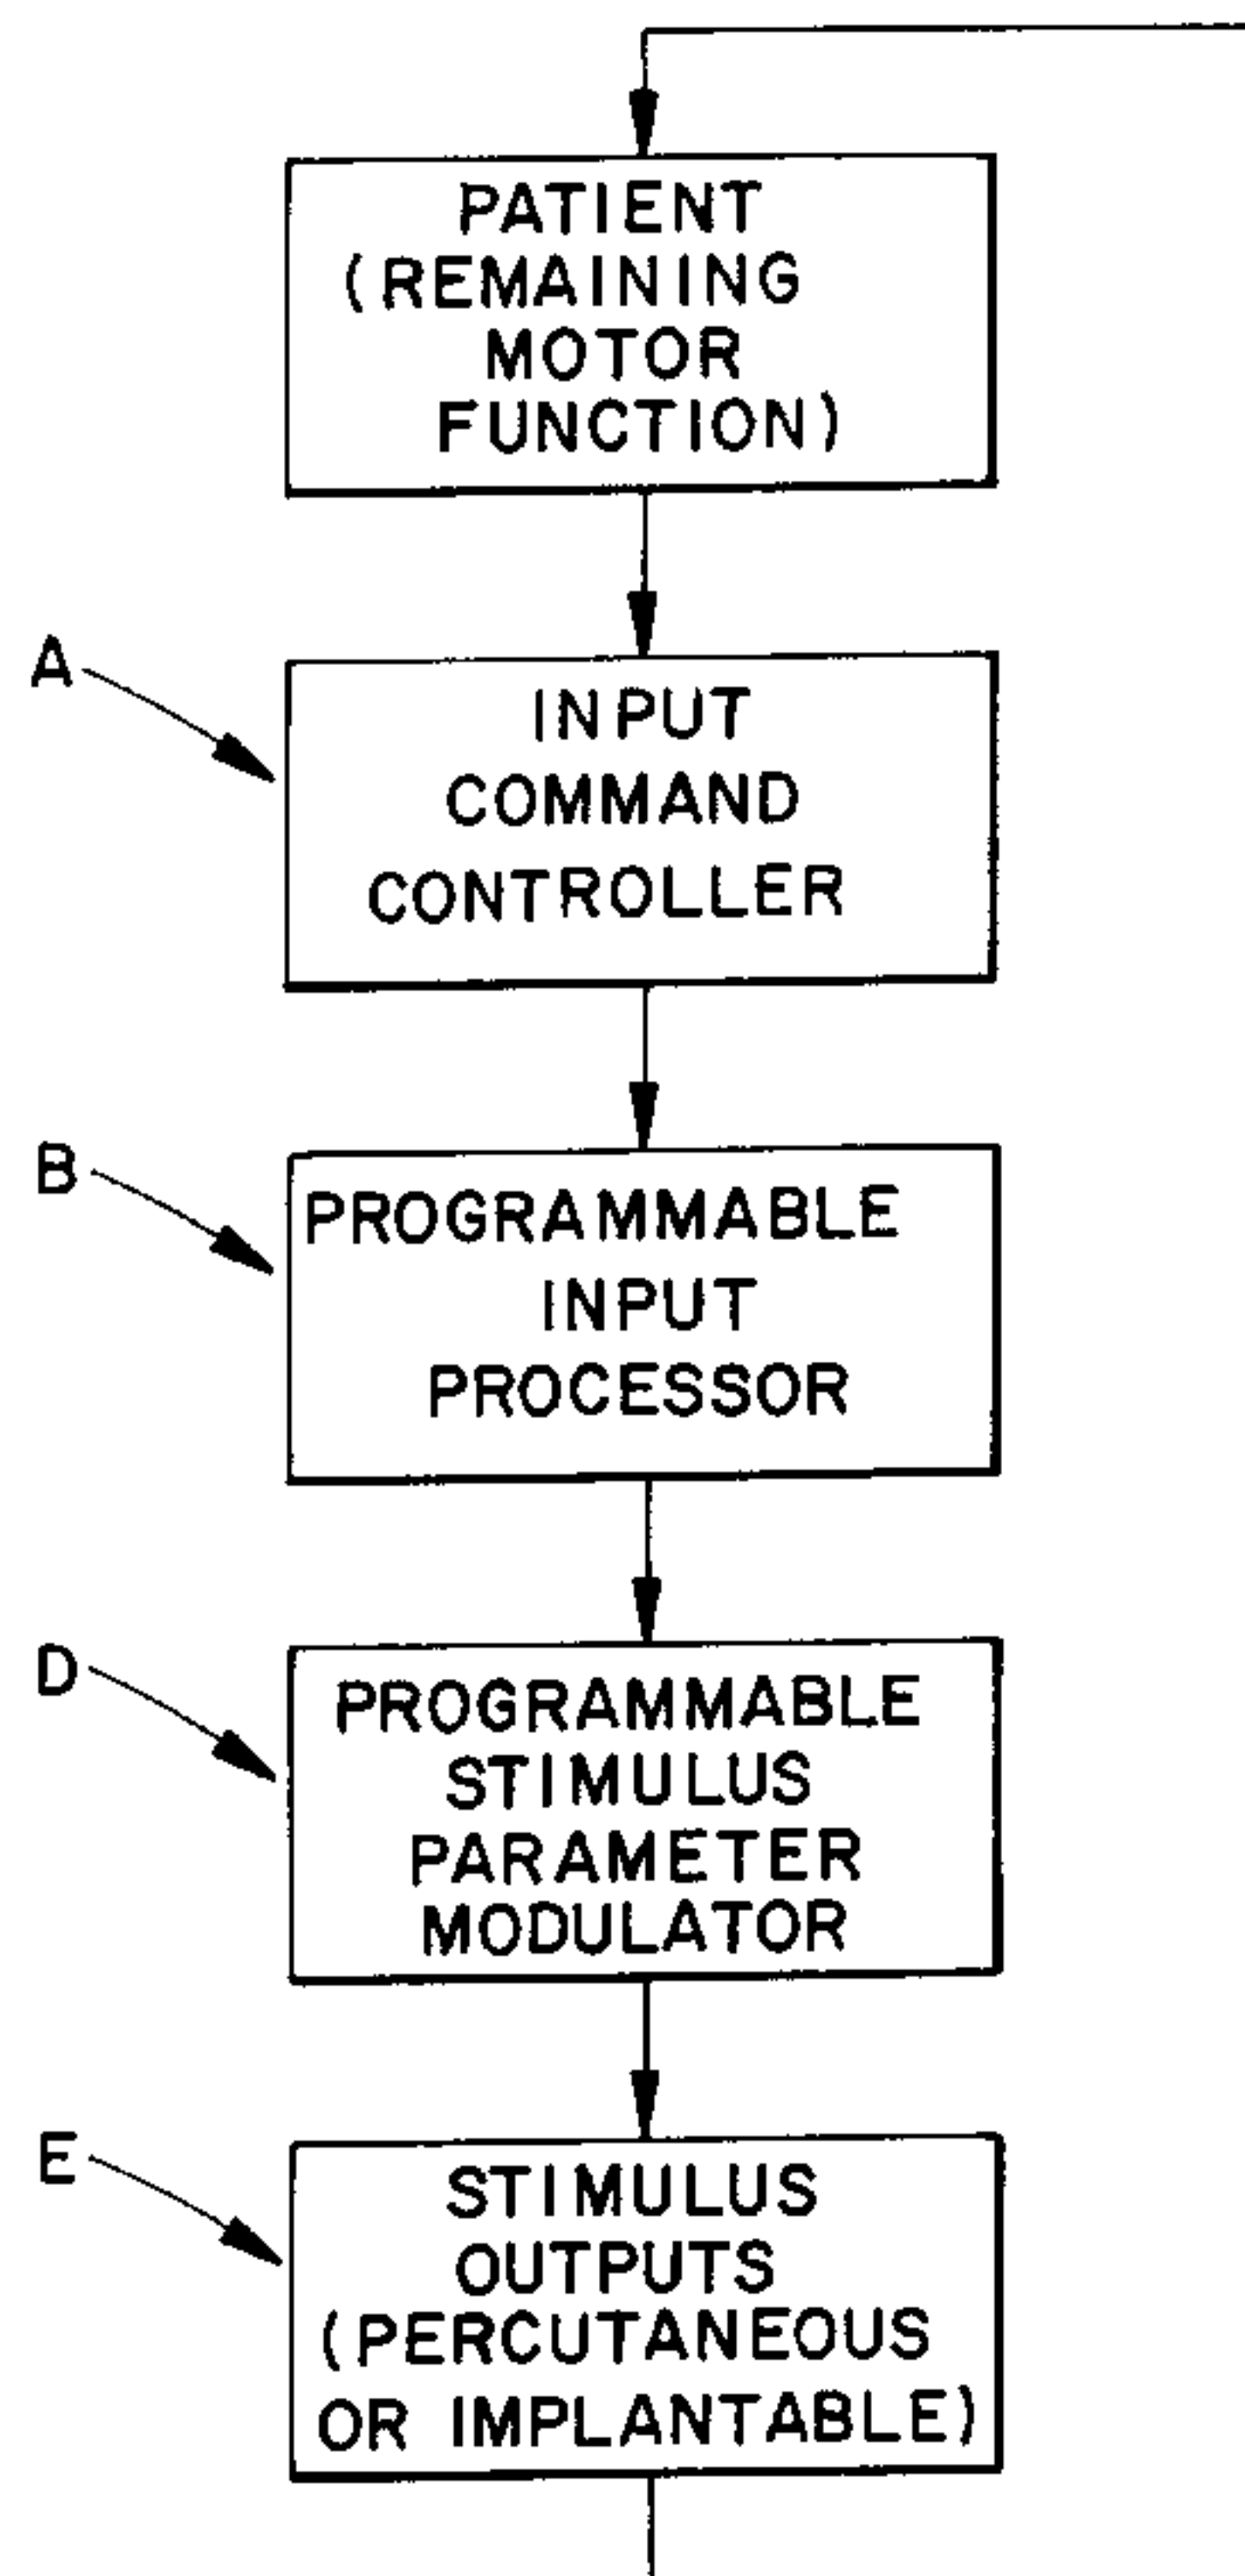 PATIENT
(REMAINING
MOTOR
FUNCTION)
A
INPUT
COMMAND
CONTROLLER
B
PROGRAMMABLE
INPUT
PROCESSOR
D
PROGRAMMABLE
STIMULUS
PARAMETER
MODULATOR
E
STIMULUS
OUTPUTS
(PERCUTANEOUS
OR IMPLANTABLE)